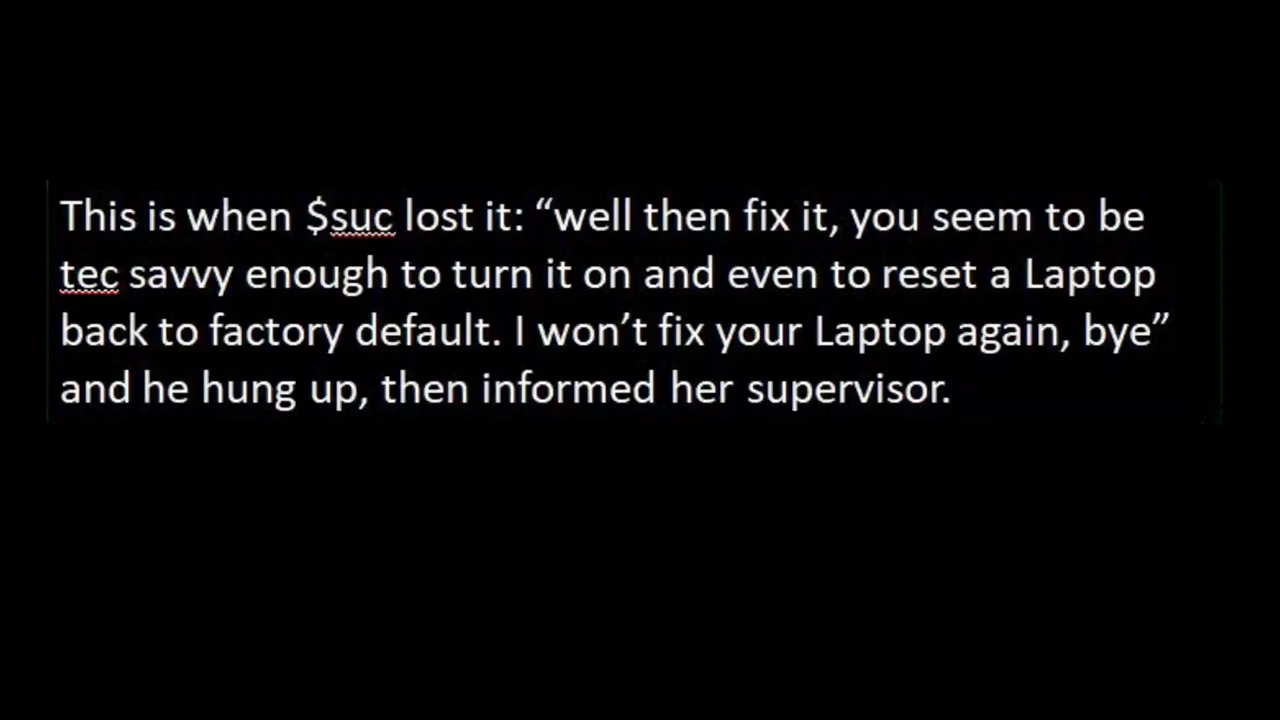 This is when $suc lost it: “well then fix it, you seem to be
tec savvy enough to turn it on and even to reset a Laptop
back to factory default. I won’t fix your Laptop again, bye”
and he hung up, then informed her supervisor.